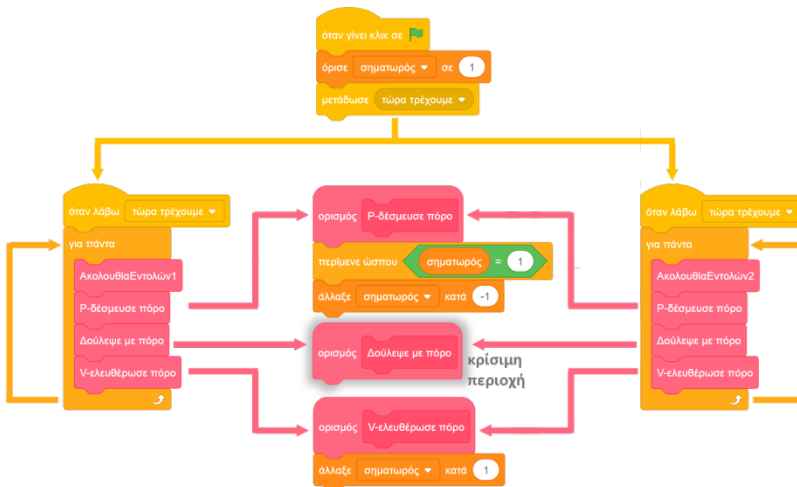 όταν γίνει κλικ σε
όρισε σηματωρός σε 1
μετάδωσε τώρα τρέχουμε
όταν λάβω τώρα τρέχουμε
για πάντα
ΑκολουθίαΕντολών1
P-δέσμευσε πόρο
Δούλεψε με πόρο
V-ελευθέρωσε πόρο
ορισμός P-δέσμευσε πόρο
περίμενε ώσπου σηματωρός = 1
άλλαξε σηματωρός κατά -1
ορισμός Δούλεψε με πόρο
κρίσιμη
περιοχή
ορισμός V-ελευθέρωσε πόρο
άλλαξε σηματωρός κατά 1
όταν λάβω τώρα τρέχουμε
για πάντα
ΑκολουθίαΕντολών2
P-δέσμευσε πόρο
Δούλεψε με πόρο
V-ελευθέρωσε πόρο